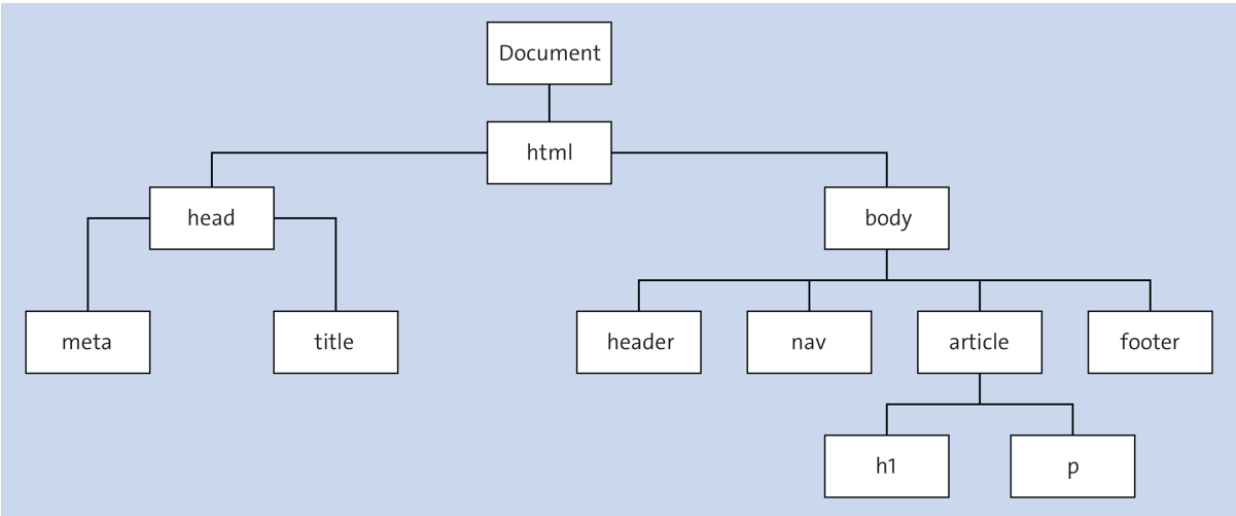 Document
html
head
body
meta
title
header
nav
article
footer
h1
p